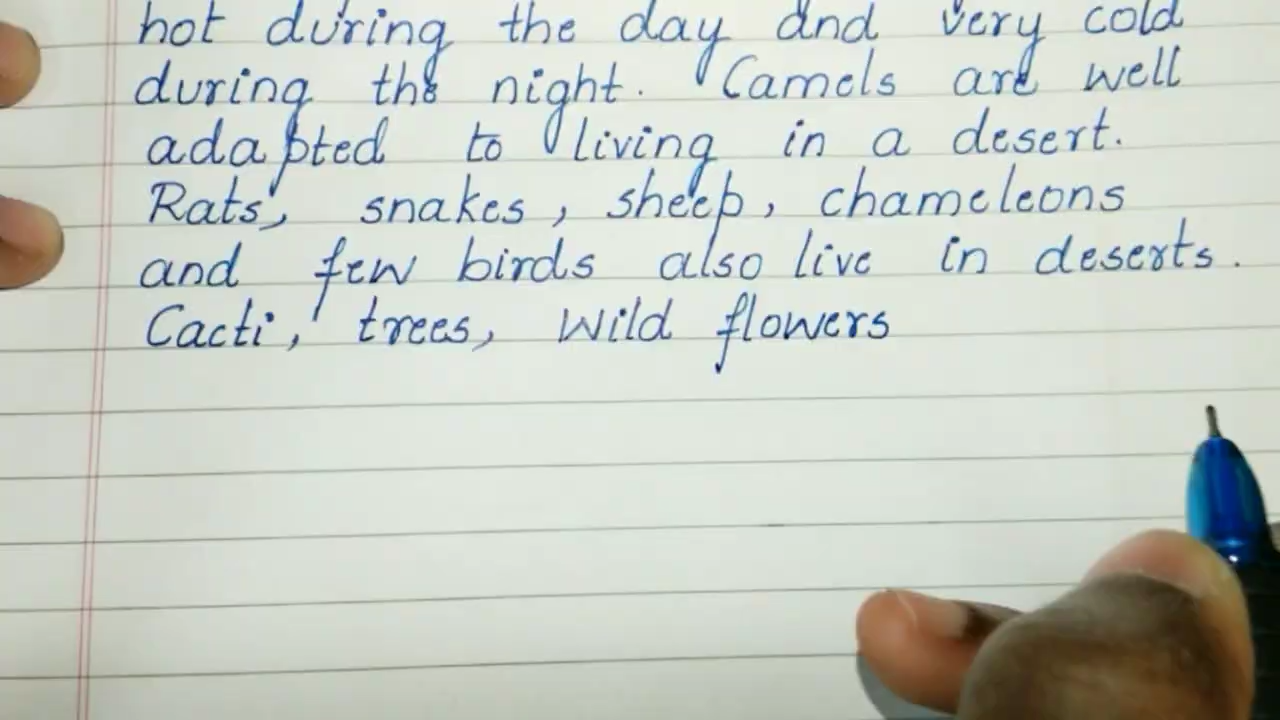 hot during the day and very cold
during the night. Camels are well
adapted to living in a desert.
Rats, snakes, sheep, chameleons
and few birds also live in deserts.
Cacti, trees, wild flowers